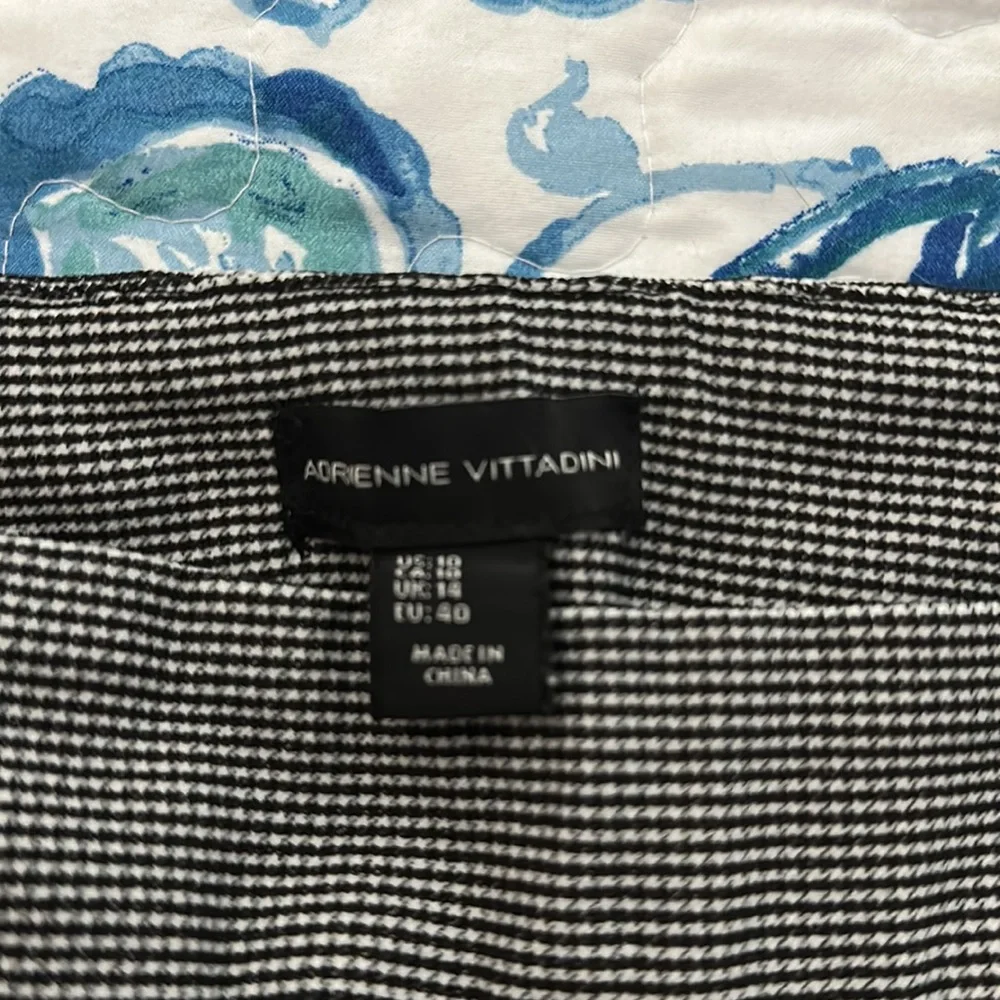 ADRIENNE VITTADINI
US: 10
UK: 14
EU: 40
MADE IN
CHINA